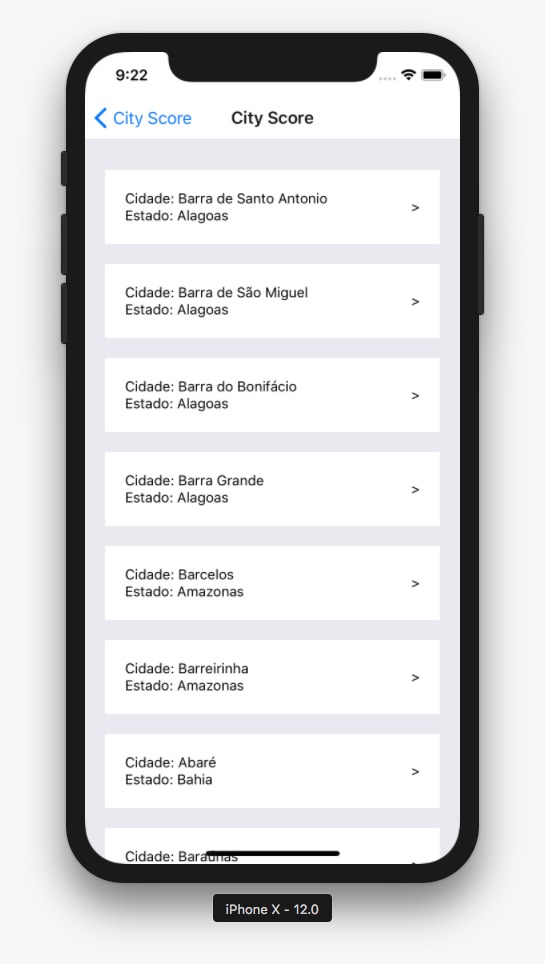 9:22
City Score City Score
Cidade: Barra de Santo Antonio
Estado: Alagoas
>
Cidade: Barra de São Miguel
Estado: Alagoas
>
Cidade: Barra do Bonifácio
Estado: Alagoas
>
Cidade: Barra Grande
Estado: Alagoas
>
Cidade: Barcelos
Estado: Amazonas
>
Cidade: Barreirinha
Estado: Amazonas
>
Cidade: Abaré
Estado: Bahia
>
Cidade: Baraúnas
iPhone X - 12.0